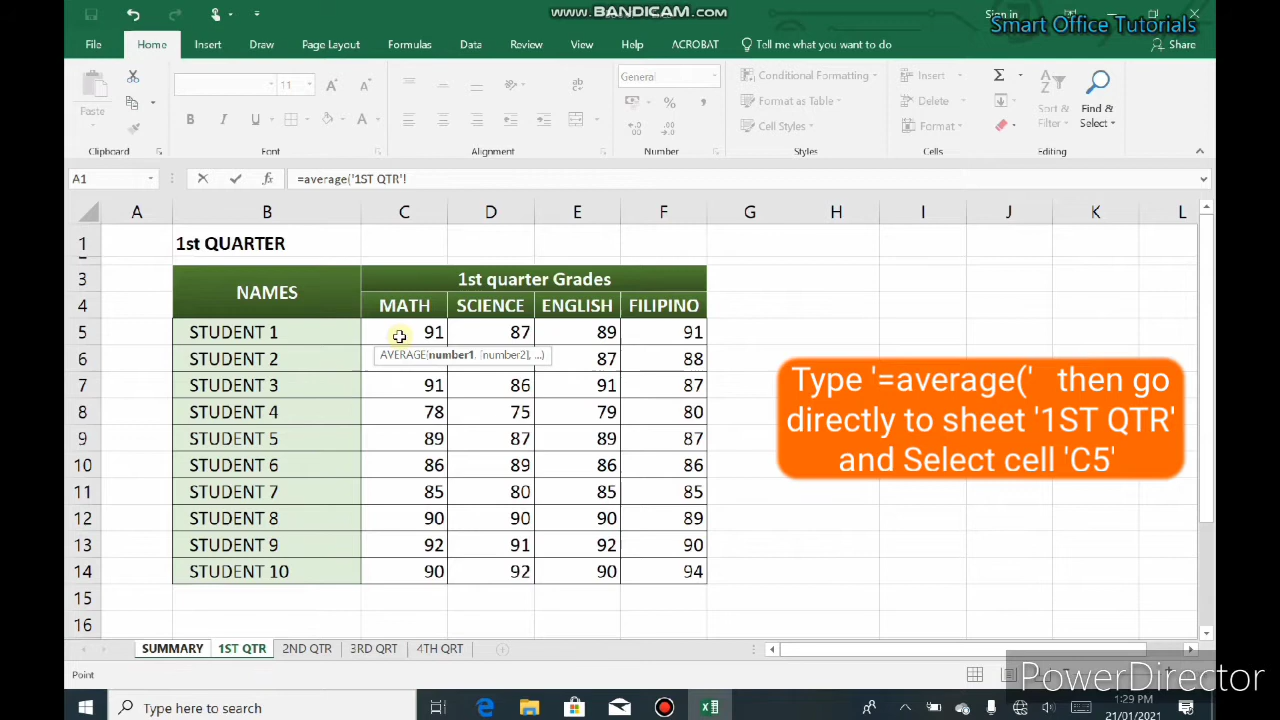 www.BANDICAM.com
Sign in
Smart Office Tutorials
File Home Insert Draw Page Layout Formulas Data Review View Help ACROBAT Tell me what you want to do Share
Paste
11
General
Conditional Formatting
Format as Table
Cell Styles
Insert
Delete
Format
Sort & Filter
Find & Select
Clipboard Font Alignment Number Styles Cells Editing
A1 =average('1ST QTR'!
A B C D E F G H I J K L
1 1st QUARTER
3 NAMES 1st quarter Grades
4 MATH SCIENCE ENGLISH FILIPINO
5 STUDENT 1 91 87 89 91
AVERAGE(number1, [number2], ...)
6 STUDENT 2 87 88
7 STUDENT 3 91 86 91 87
8 STUDENT 4 78 75 79 80
9 STUDENT 5 89 87 89 87
10 STUDENT 6 86 89 86 86
11 STUDENT 7 85 80 85 85
12 STUDENT 8 90 90 90 89
13 STUDENT 9 92 91 92 90
14 STUDENT 10 90 92 90 94
15
16
Type '=average(' then go
directly to sheet '1ST QTR'
and Select cell 'C5'
SUMMARY 1ST QTR 2ND QTR 3RD QRT 4TH QRT
Point
PowerDirector
Type here to search
1:29 PM
21/01/2021